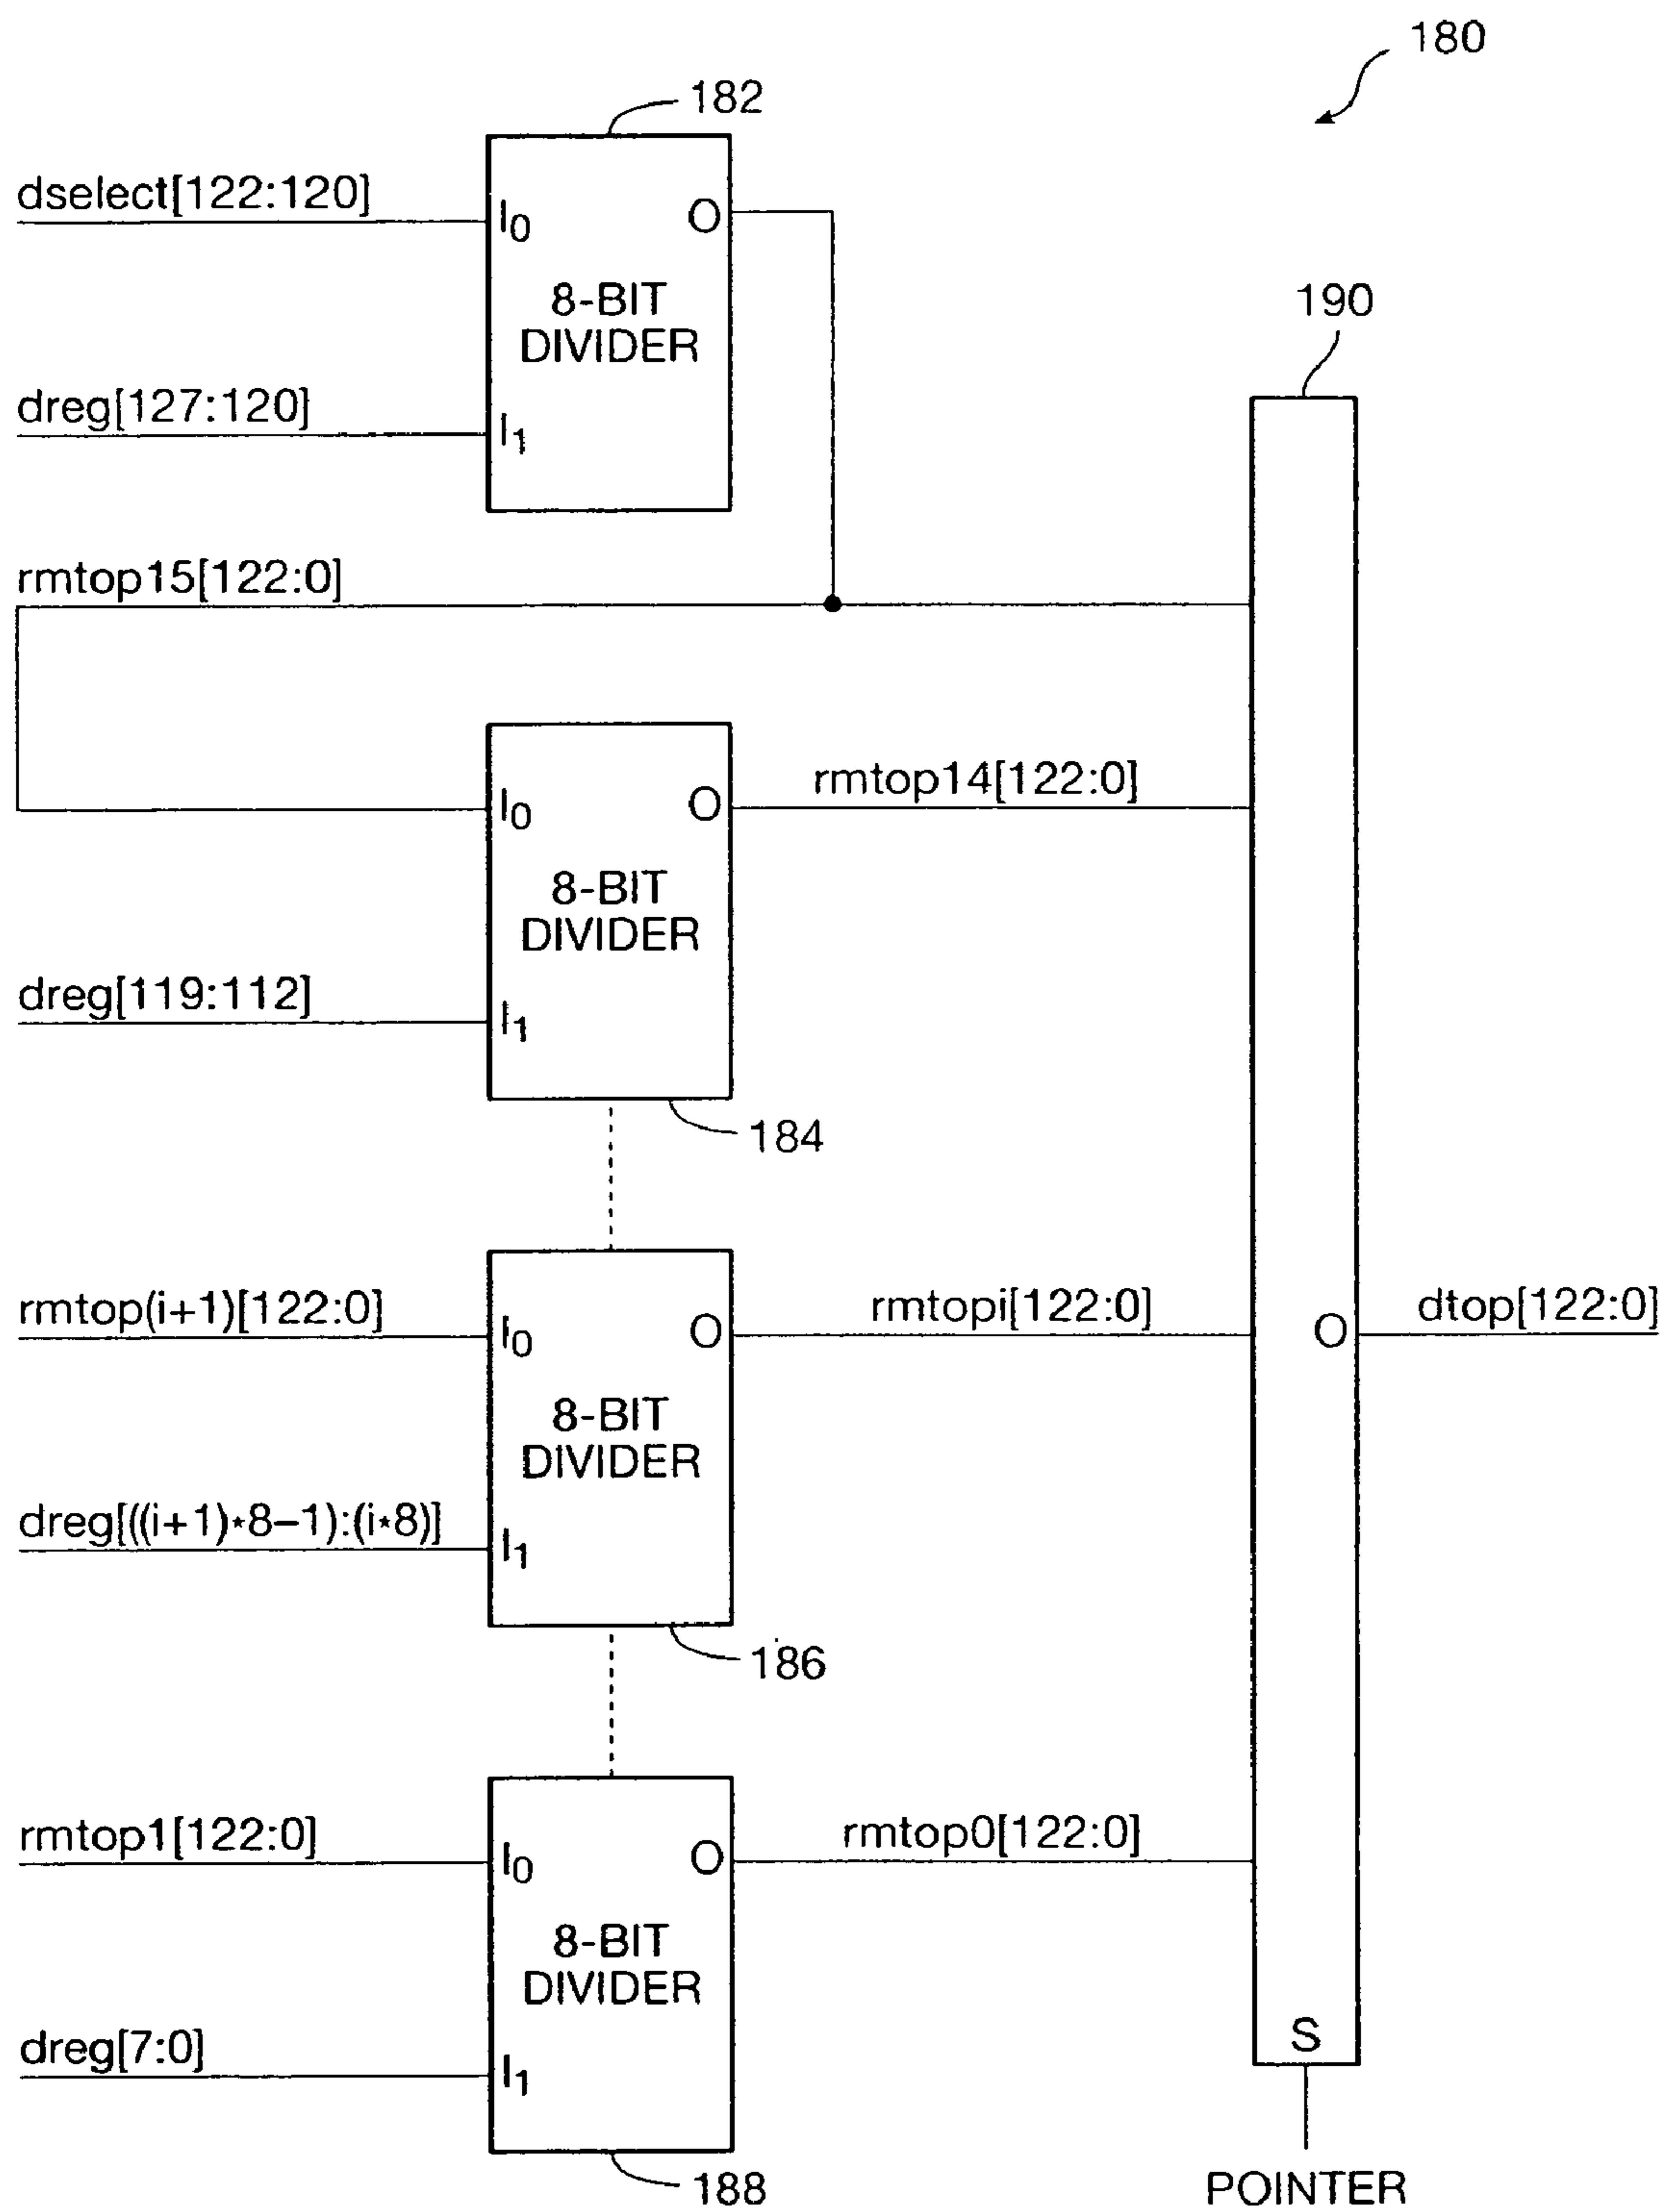 180
182
dselect[122:120]
I0
O
8-BIT
DIVIDER
190
dreg[127:120]
I1
rmtop15[122:0]
rmtop14[122:0]
I0
O
8-BIT
DIVIDER
dreg[119:112]
I1
184
rmtop(i+1)[122:0]
rmtopi[122:0]
dtop[122:0]
I0
O
O
8-BIT
DIVIDER
dreg[((i+1)*8–1):(i*8)]
I1
186
rmtop1[122:0]
rmtop0[122:0]
I0
O
8-BIT
DIVIDER
dreg[7:0]
S
I1
188
POINTER